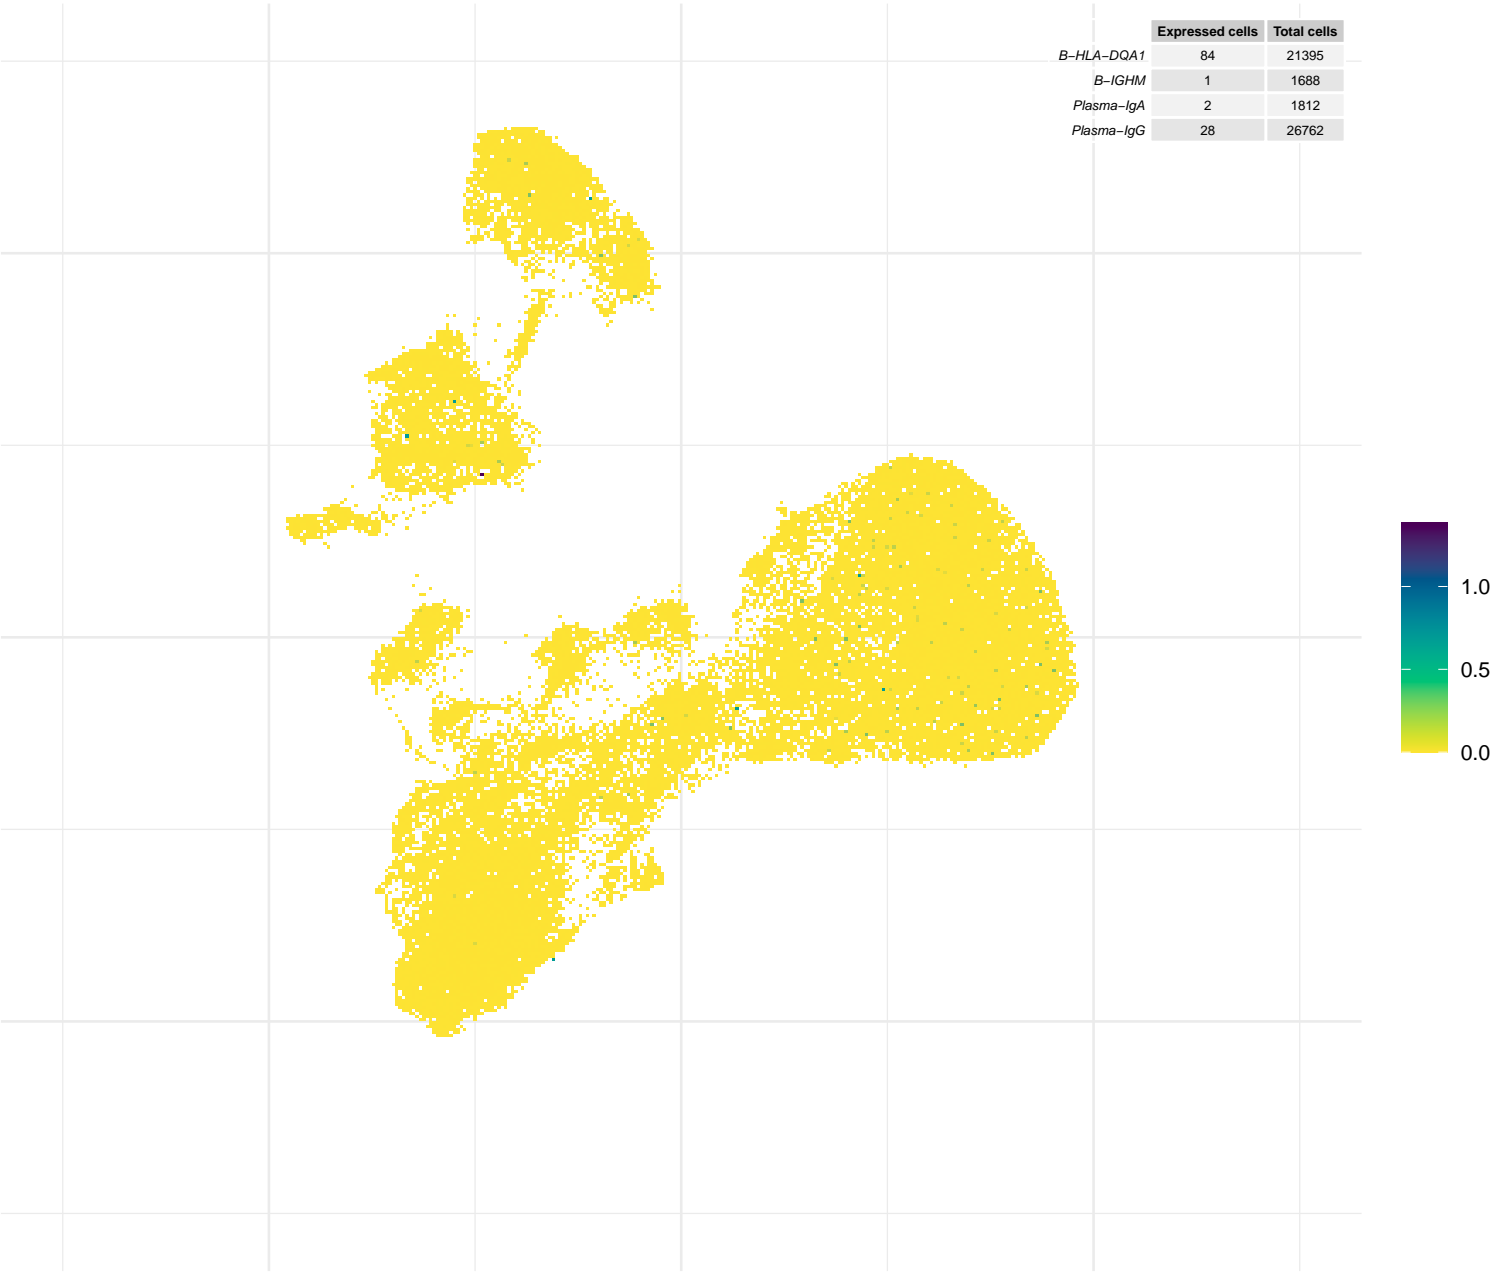 Expressed cells Total cells
B−HLA−DQA1 84 21395
B−IGHM 1 1688
Plasma−IgA 2 1812
Plasma−IgG 28 26762
1.0
0.5
0.0